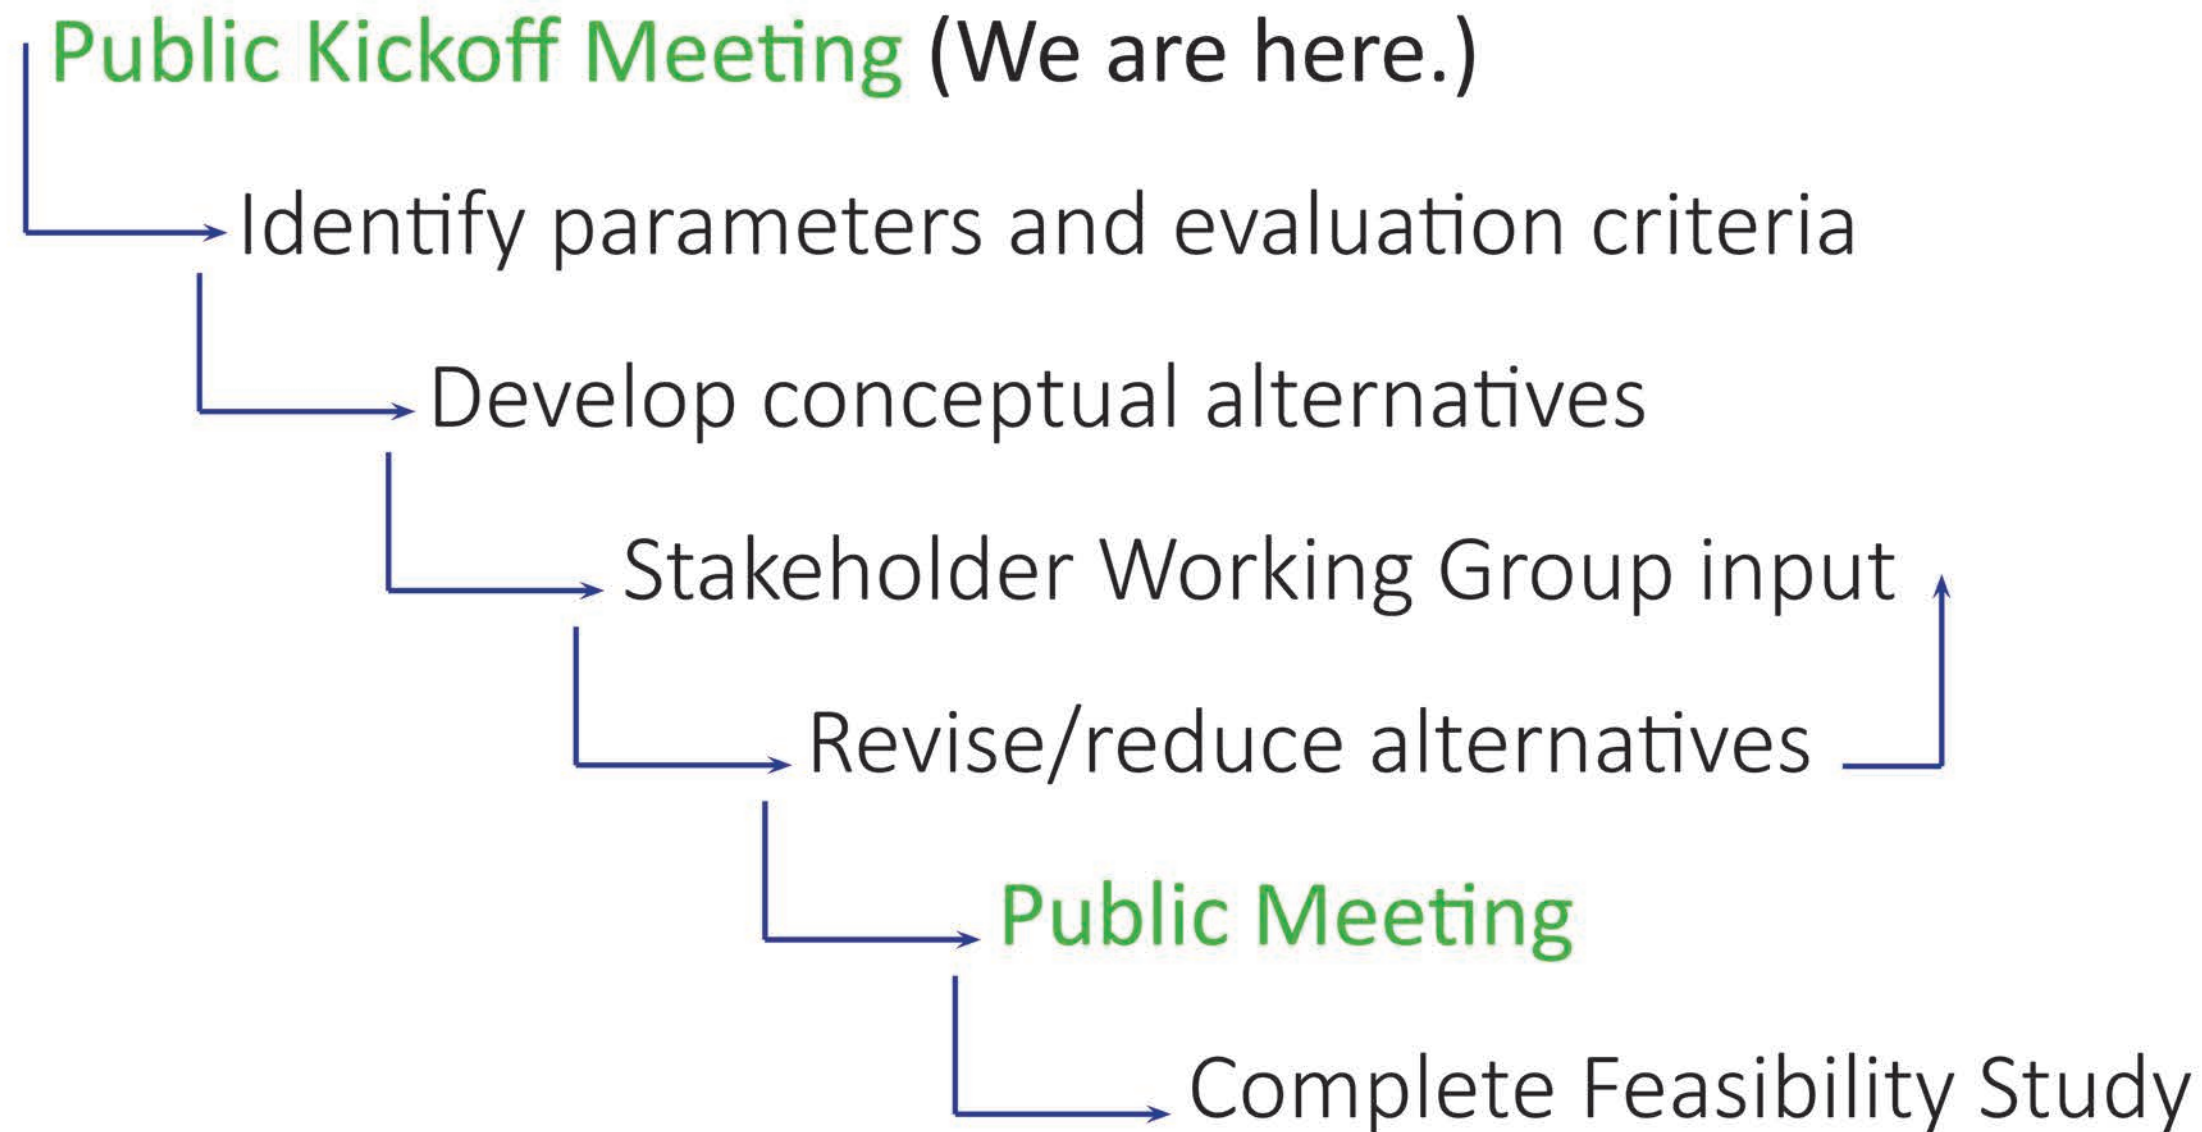 Public Kickoff Meeting (We are here.)
Identify parameters and evaluation criteria
Develop conceptual alternatives
Stakeholder Working Group input
Revise/reduce alternatives
Public Meeting
Complete Feasibility Study